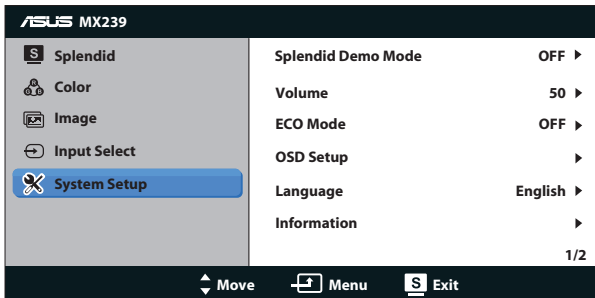 ASUS MX239
S Splendid
Color
Image
Input Select
System Setup
Splendid Demo Mode OFF
Volume 50
ECO Mode OFF
OSD Setup
Language English
Information
1/2
Move Menu S Exit